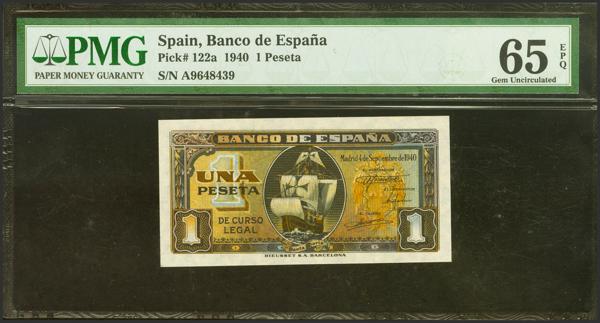 PMG
PAPER MONEY GUARANTY
Spain, Banco de España
Pick# 122a 1940 1 Peseta
S/N A9648439
65 EPQ
Gem Uncirculated
BANCO DE ESPAÑA
Madrid 4 de Septiembre de 1940
1
UNA
PESETA
DE CURSO
LEGAL
1
1
DIEUSSET S.A. BARCELONA